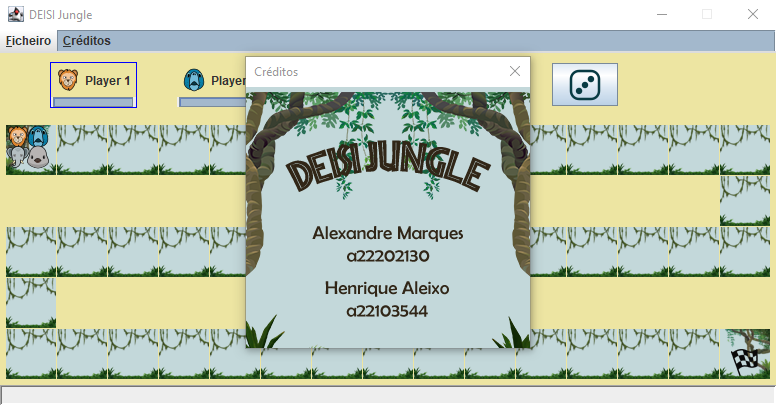 DEISI Jungle
Ficheiro Créditos
Player 1
Player
Créditos
DEISI JUNGLE
Alexandre Marques
a22202130
Henrique Aleixo
a22103544